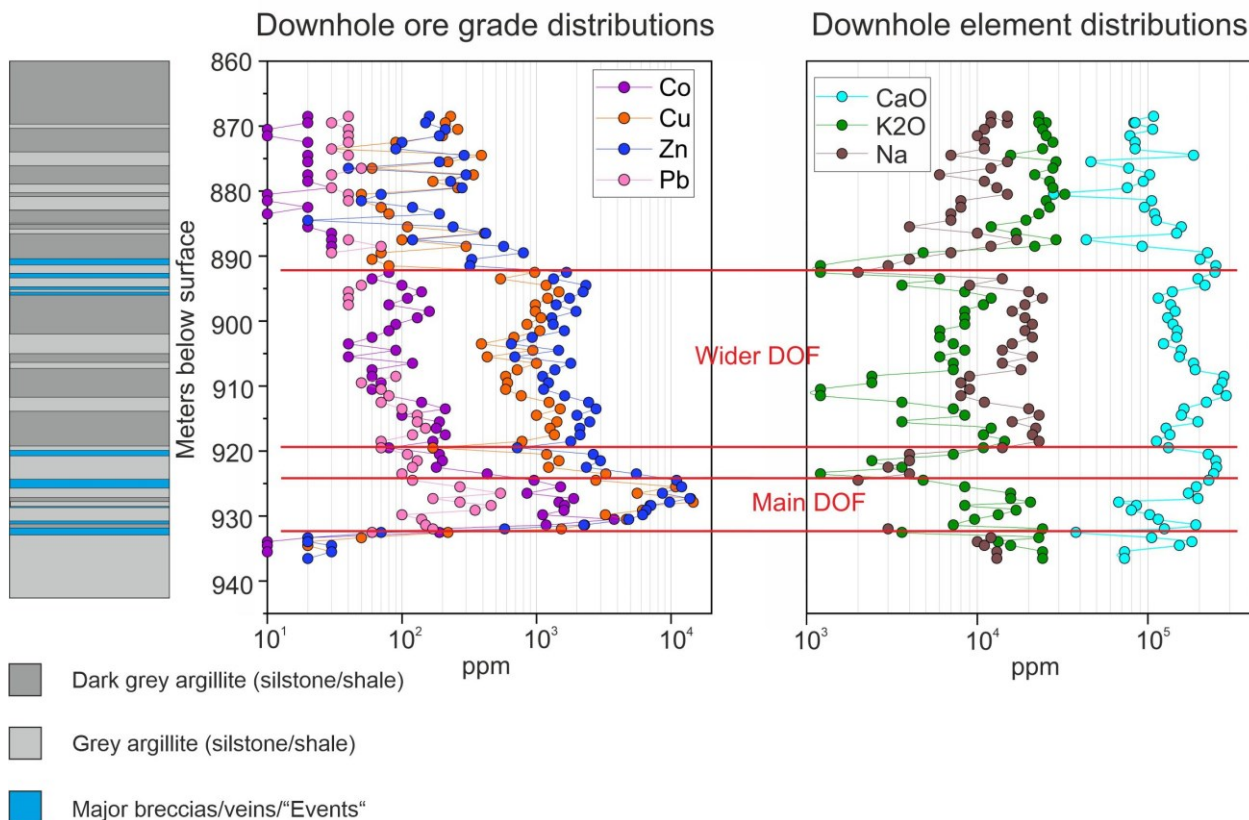 Downhole ore grade distributions
Downhole element distributions
860
870
880
890
900
910
920
930
940
Meters below surface
Co
Cu
Zn
Pb
CaO
K2O
Na
Wider DOF
Main DOF
10¹
10²
10³
10⁴
ppm
10³
10⁴
10⁵
ppm
Dark grey argillite (silstone/shale)
Grey argillite (silstone/shale)
Major breccias/veins/"Events"